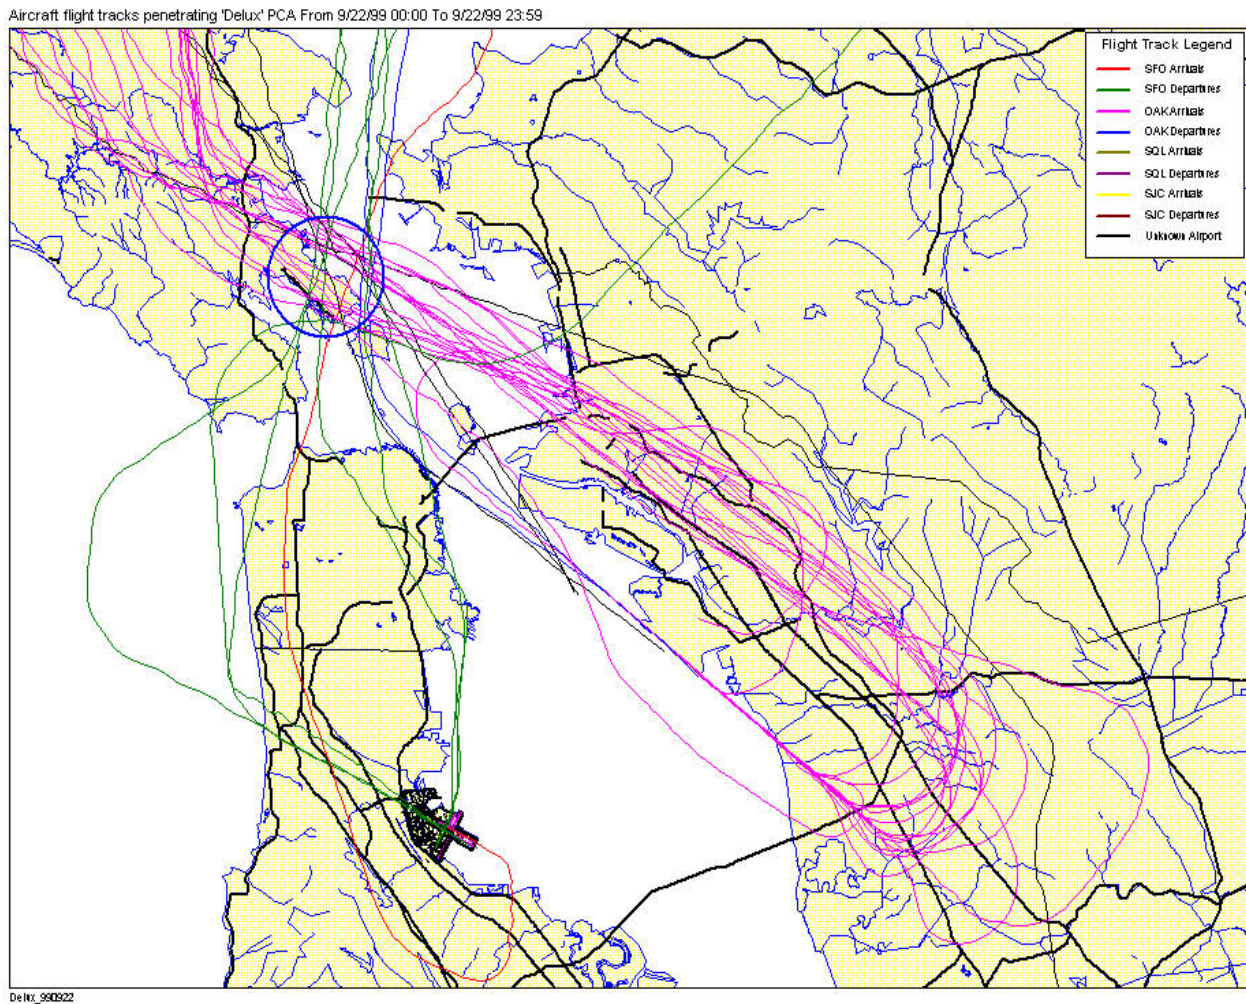 Aircraft flight tracks penetrating 'Delux' PCA From 9/22/99 00:00 To 9/22/99 23:59
Flight Track Legend
SFO Arrivals
SFO Departures
OAK Arrivals
OAK Departures
SQL Arrivals
SQL Departures
SJC Arrivals
SJC Departures
Unknown Airport
Delux_990922